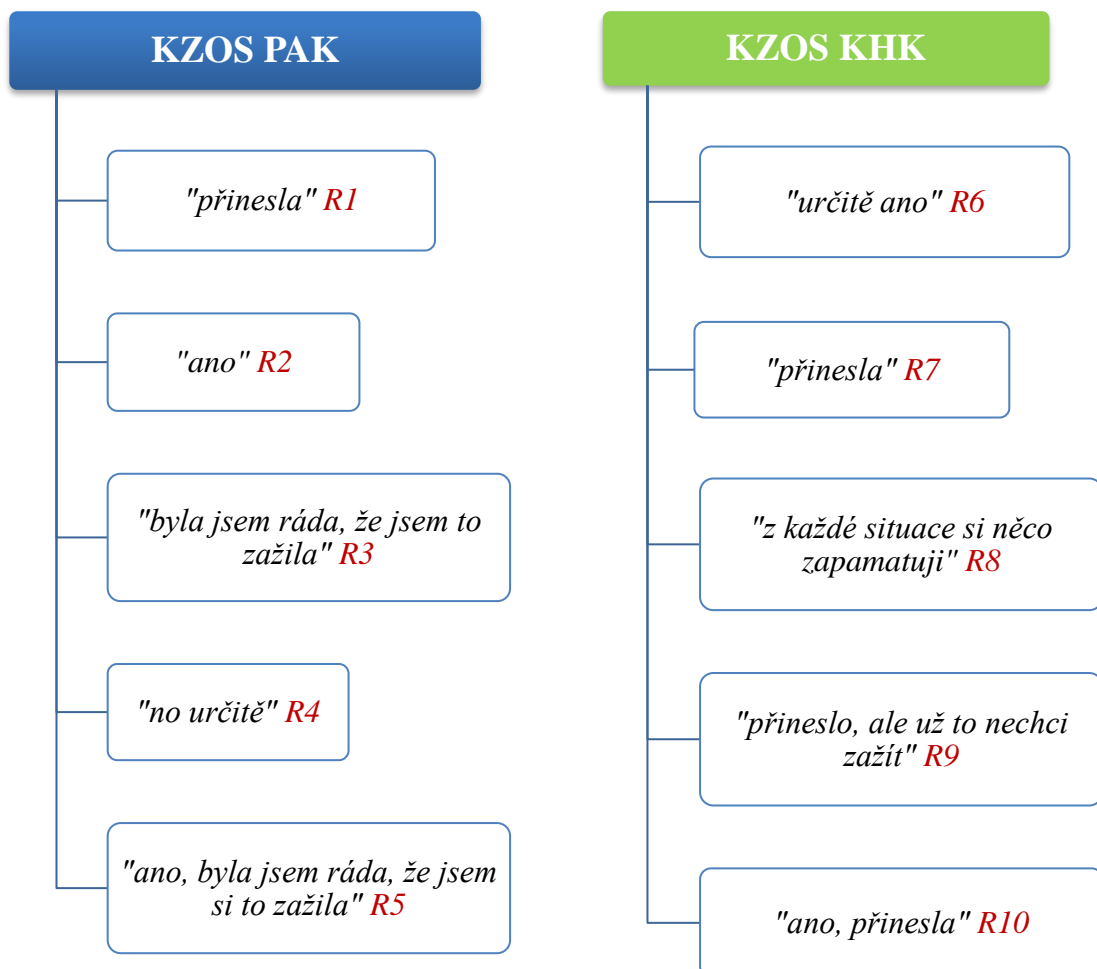 KZOS PAK
"přinesla" R1
"ano" R2
"byla jsem ráda, že jsem to
zažila" R3
"no určitě" R4
"ano, byla jsem ráda, že jsem
si to zažila" R5
KZOS KHK
"určitě ano" R6
"přinesla" R7
"z každé situace si něco
zapamatuji" R8
"přineslo, ale už to nechci
zažít" R9
"ano, přinesla" R10